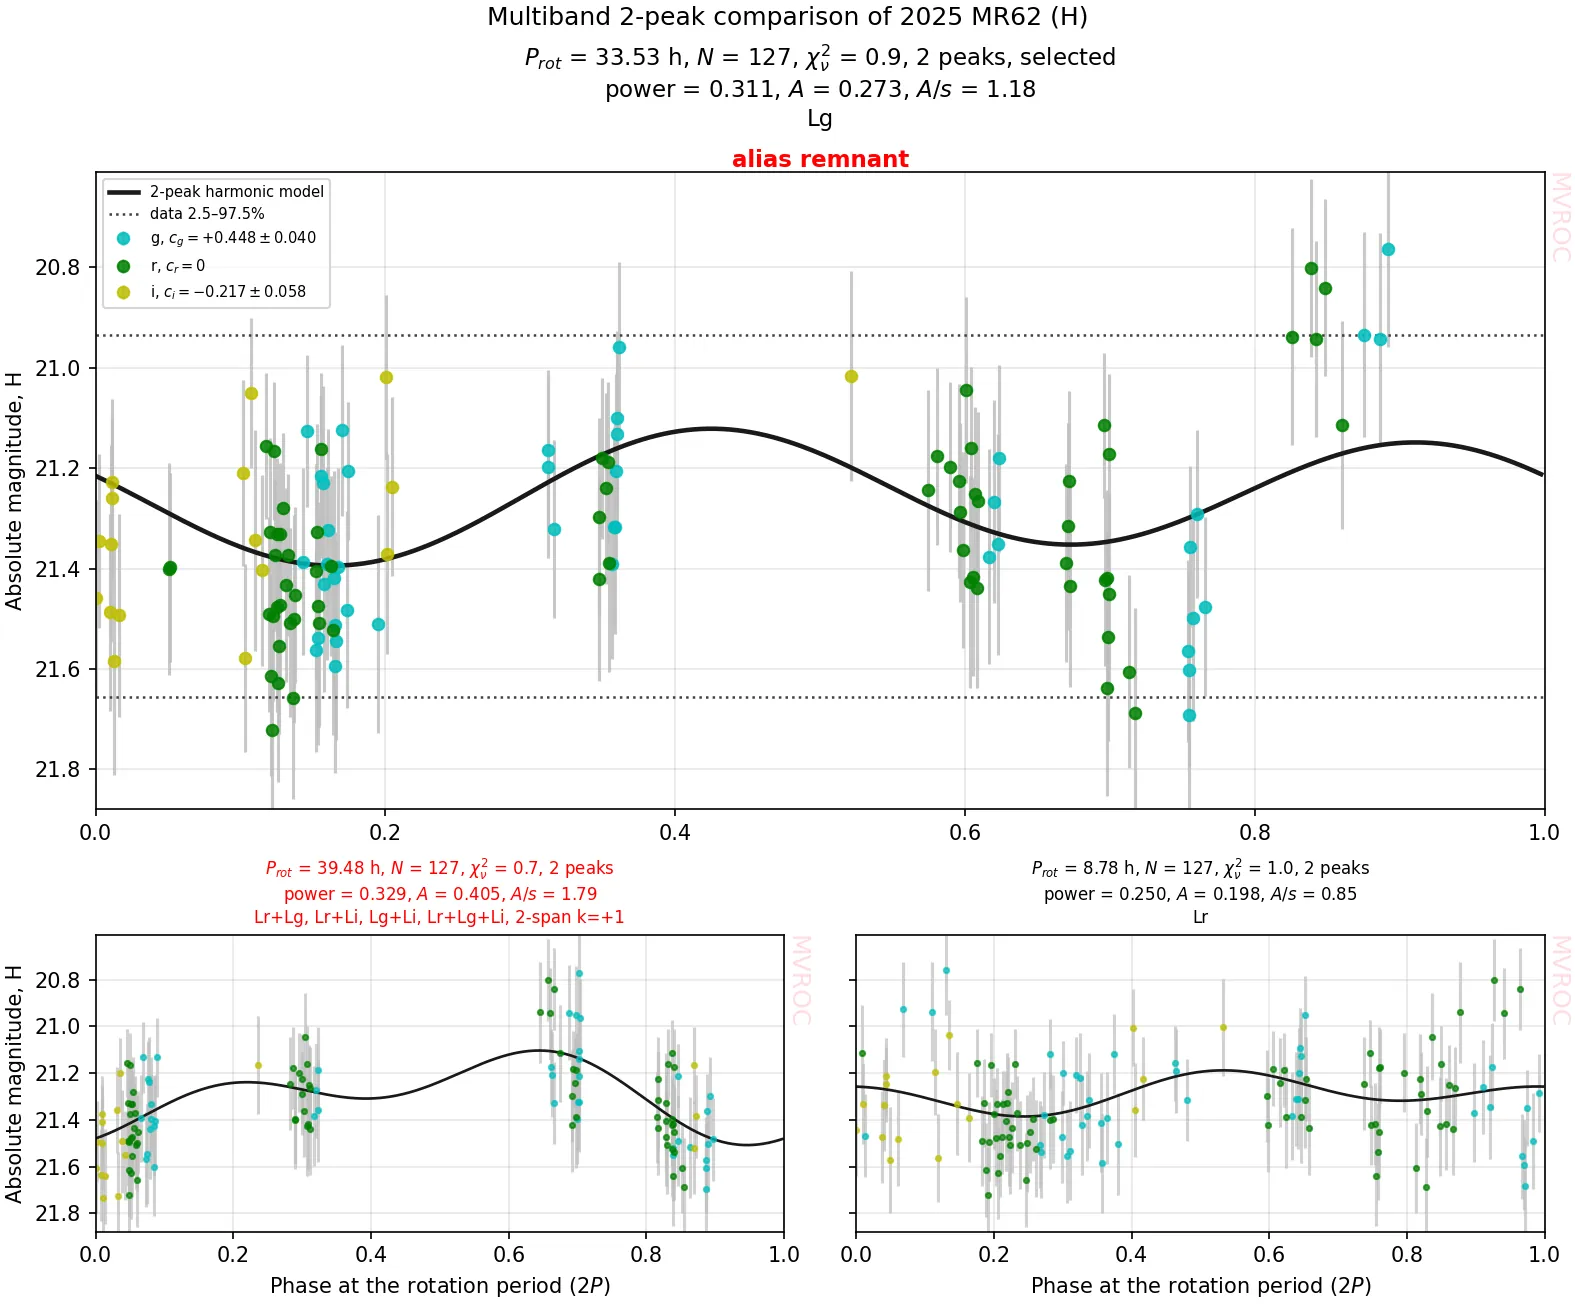 Multiband 2-peak comparison of 2025 MR62 (H)
P_rot = 33.53 h, N = 127, χ²_ν = 0.9, 2 peaks, selected
power = 0.311, A = 0.273, A/s = 1.18
Lg
alias remnant
2-peak harmonic model
data 2.5–97.5%
g, c_g = +0.448 ± 0.040
r, c_r = 0
i, c_i = −0.217 ± 0.058
MVROC
Absolute magnitude, H
20.8
21.0
21.2
21.4
21.6
21.8
0.0 0.2 0.4 0.6 0.8 1.0
P_rot = 39.48 h, N = 127, χ²_ν = 0.7, 2 peaks
power = 0.329, A = 0.405, A/s = 1.79
Lr+Lg, Lr+Li, Lg+Li, Lr+Lg+Li, 2-span k=+1
MVROC
Absolute magnitude, H
20.8
21.0
21.2
21.4
21.6
21.8
0.0 0.2 0.4 0.6 0.8 1.0
Phase at the rotation period (2P)
P_rot = 8.78 h, N = 127, χ²_ν = 1.0, 2 peaks
power = 0.250, A = 0.198, A/s = 0.85
Lr
MVROC
0.0 0.2 0.4 0.6 0.8 1.0
Phase at the rotation period (2P)